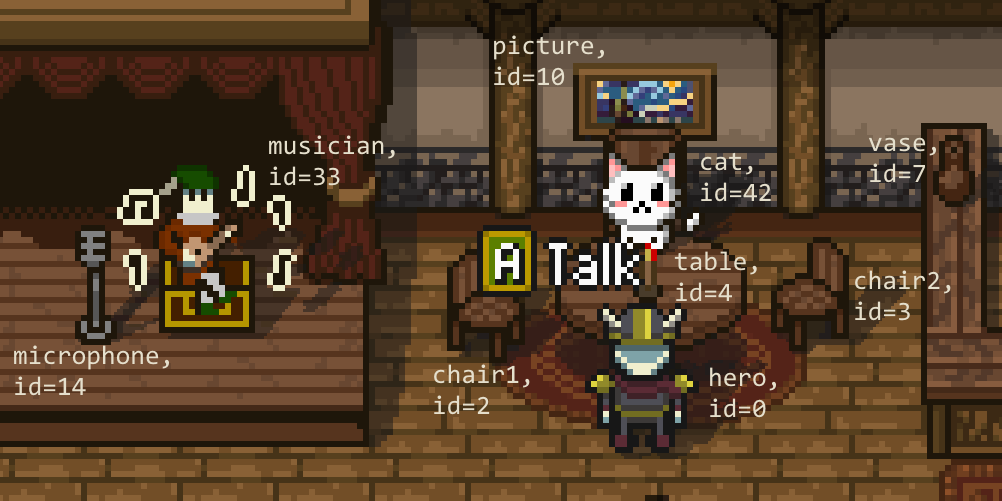 picture,
id=10
musician,
id=33
cat,
id=42
vase,
id=7
A Talk
table,
id=4
chair2,
id=3
microphone,
id=14
chair1,
id=2
hero,
id=0